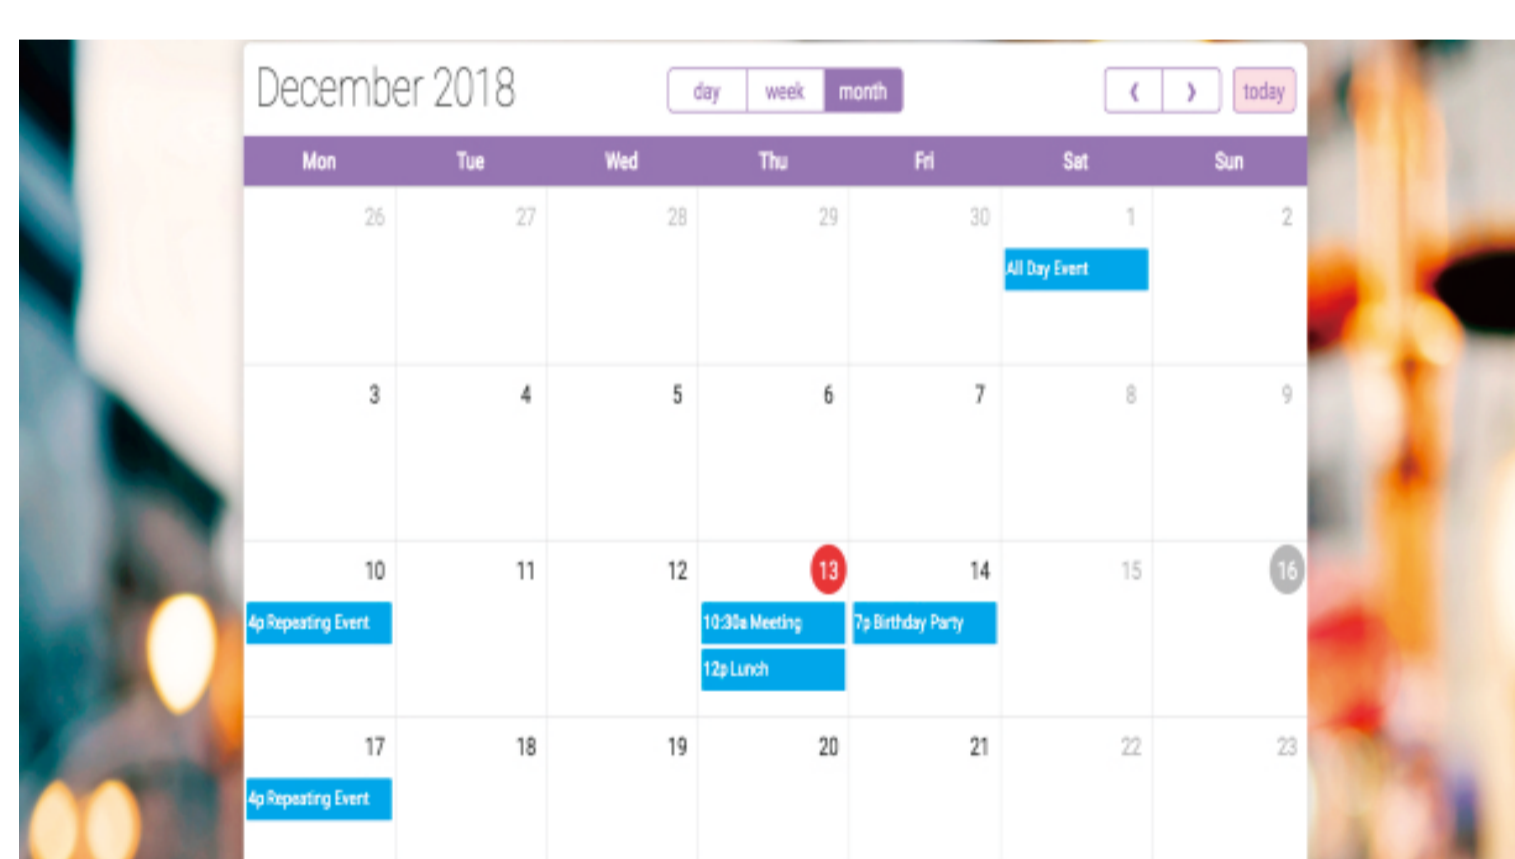 December 2018 day week month ❮ ❯ today
Mon Tue Wed Thu Fri Sat Sun
26 27 28 29 30 1 2
All Day Event
3 4 5 6 7 8 9
10 11 12 13 14 15 16
4p Repeating Event 10:30a Meeting 7p Birthday Party
12p Lunch
17 18 19 20 21 22 23
4p Repeating Event